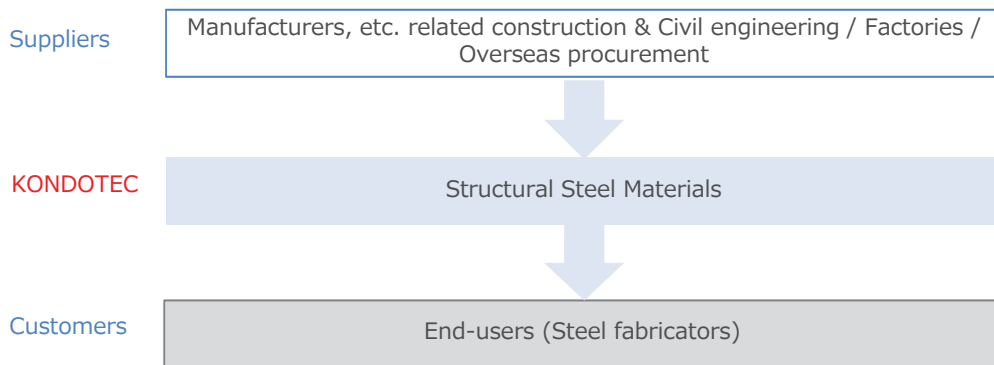 Suppliers
Manufacturers, etc. related construction & Civil engineering / Factories /
Overseas procurement
KONDOTEC
Structural Steel Materials
Customers
End-users (Steel fabricators)